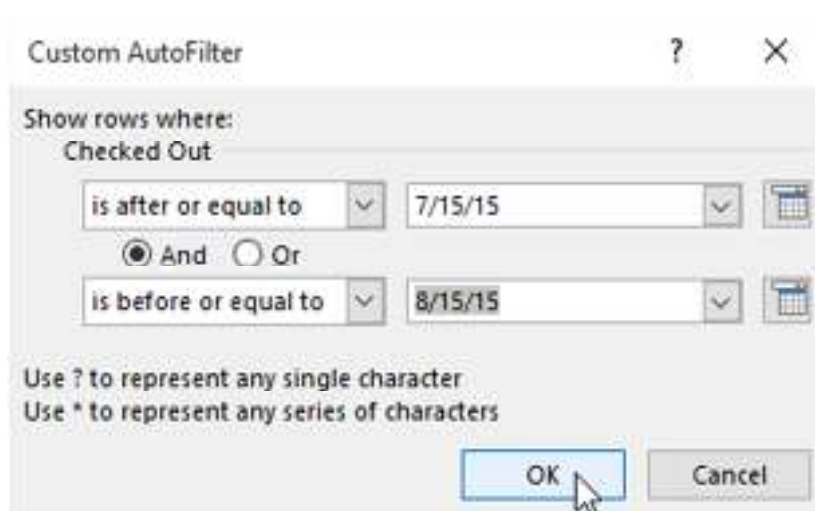 Custom AutoFilter ?
Show rows where:
Checked Out
is after or equal to 7/15/15
And Or
is before or equal to 8/15/15
Use ? to represent any single character
Use * to represent any series of characters
OK Cancel